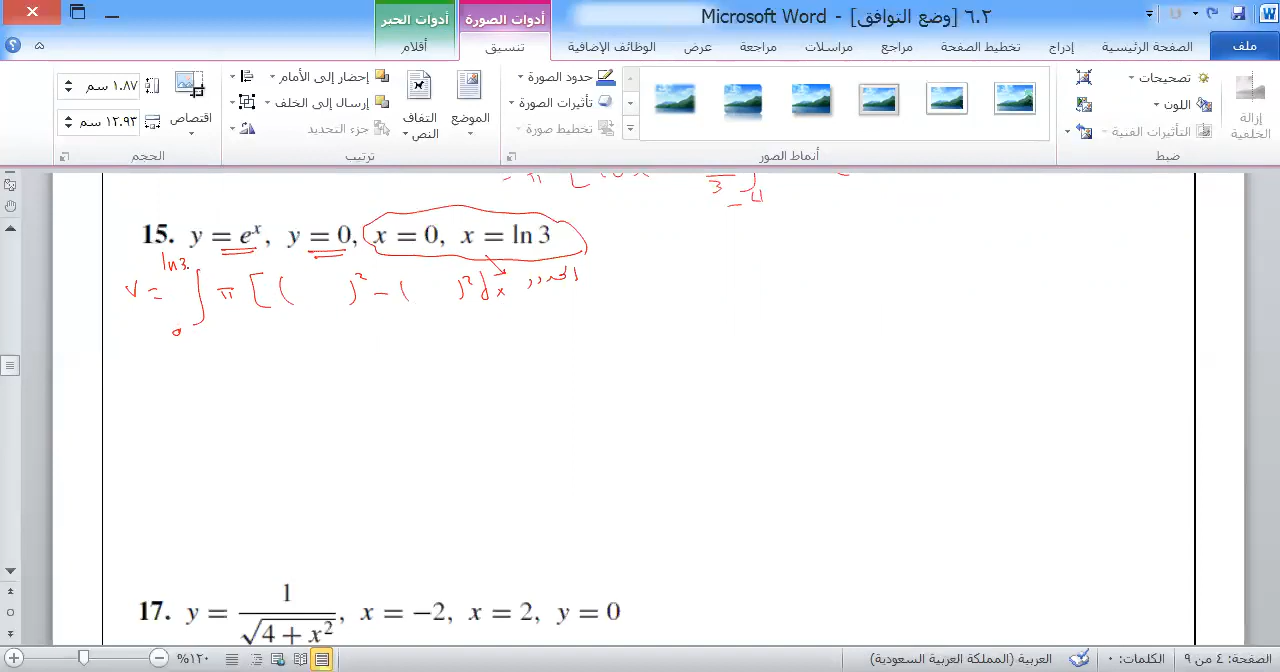 ٦.٢ [وضع التوافق] - Microsoft Word
أدوات الصورة
أدوات الحبر
ملف
الصفحة الرئيسية
إدراج
تخطيط الصفحة
مراجع
مراسلات
مراجعة
عرض
الوظائف الإضافية
تنسيق
أقلام
إزالة الخلفية
تصحيحات
اللون
التأثيرات الفنية
ضبط
أنماط الصور
حدود الصورة
تأثيرات الصورة
تخطيط صورة
الموضع
التفاف النص
إحضار إلى الأمام
إرسال إلى الخلف
جزء التحديد
ترتيب
اقتصاص
١.٨٧ سم
١٢.٩٣ سم
الحجم
15. y = eˣ, y = 0, x = 0, x = ln 3
V = ∫ ln3. 0 π [( )² − ( )² dx الحدود
17. y = 1/√(4 + x²), x = −2, x = 2, y = 0
الصفحة: ٤ من ٩
الكلمات: ٠
العربية (المملكة العربية السعودية)
%١٢٠